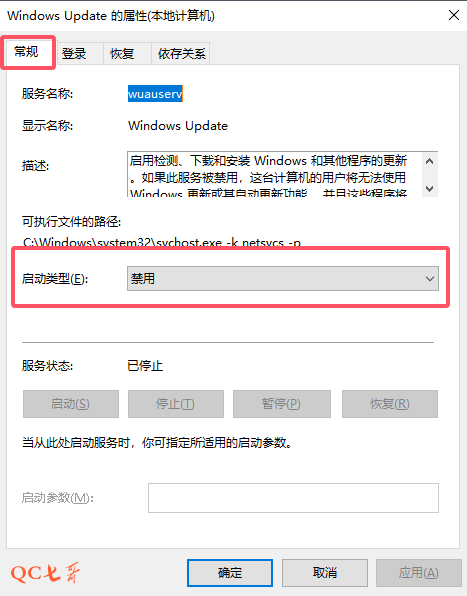 Windows Update 的属性(本地计算机)
常规 登录 恢复 依存关系
服务名称: wuauserv
显示名称: Windows Update
描述: 启用检测、下载和安装 Windows 和其他程序的更新
。如果此服务被禁用，这台计算机的用户将无法使用
Windows 更新或其自动更新功能，并且这些程序将
可执行文件的路径:
C:\Windows\system32\svchost.exe -k netsvcs -p
启动类型(E): 禁用
服务状态: 已停止
启动(S) 停止(T) 暂停(P) 恢复(R)
当从此处启动服务时，你可指定所适用的启动参数。
启动参数(M):
QC七哥
确定 取消 应用(A)